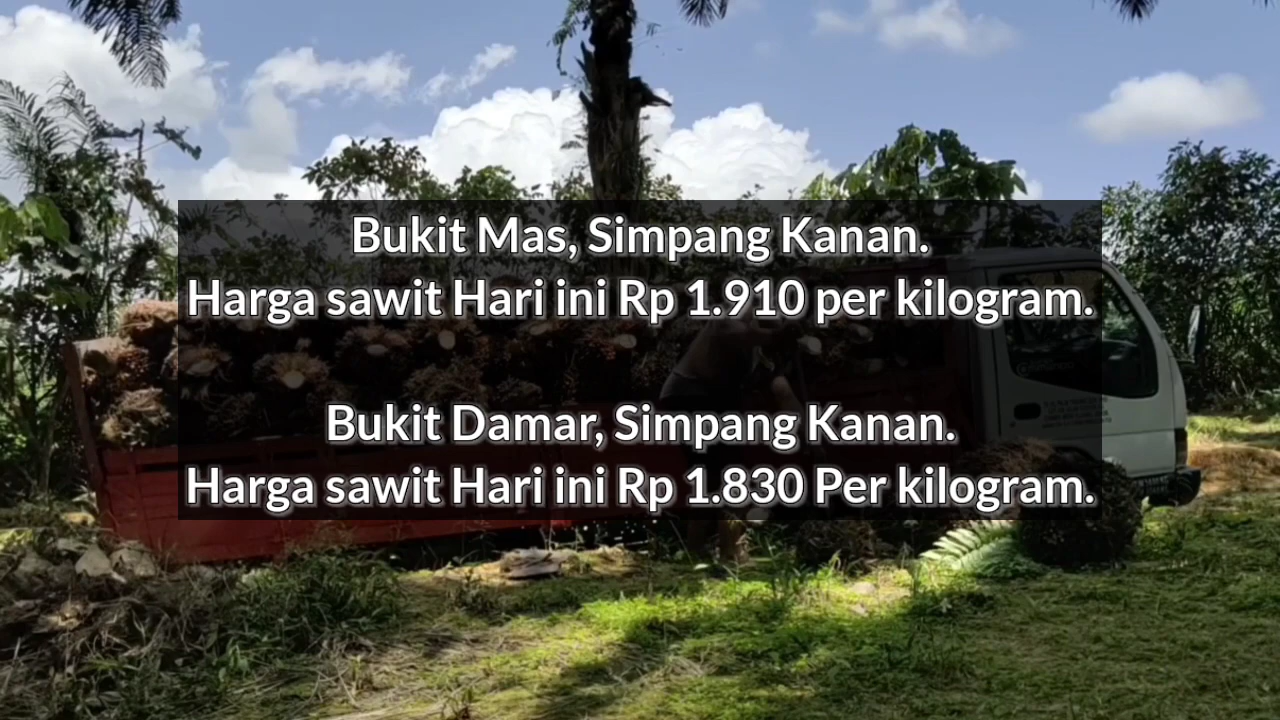 Bukit Mas, Simpang Kanan.
Harga sawit Hari ini Rp 1.910 per kilogram.
Bukit Damar, Simpang Kanan.
Harga sawit Hari ini Rp 1.830 Per kilogram.